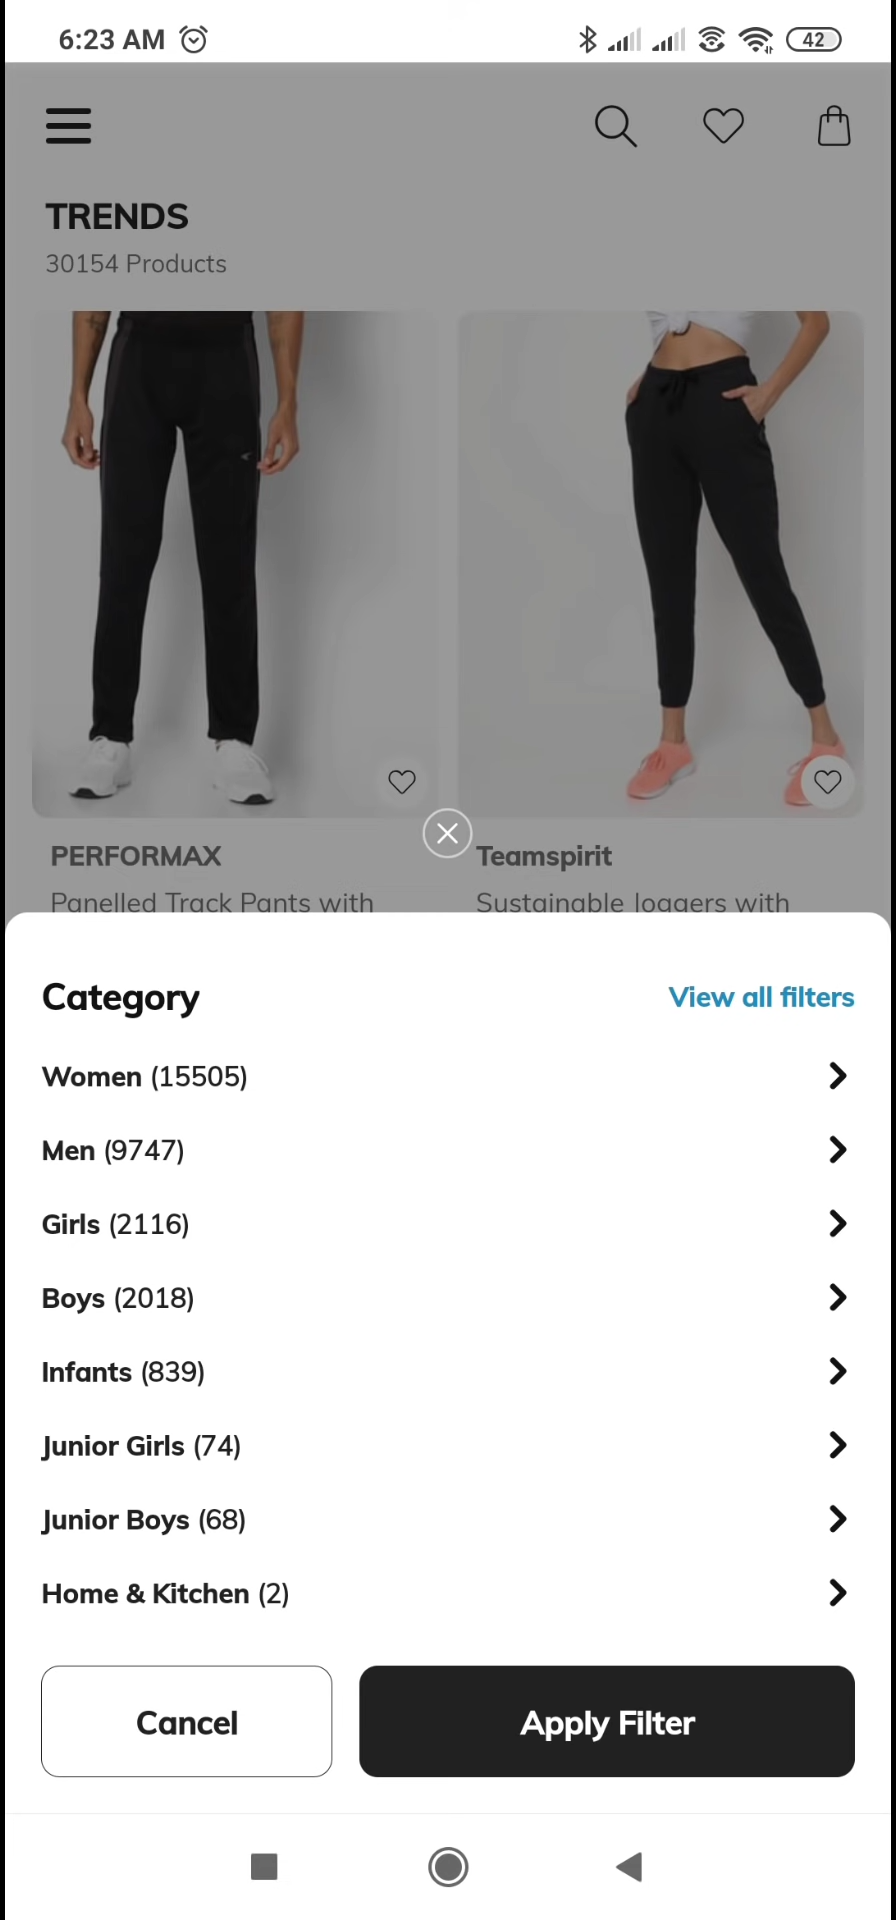 6:23 AM
42
TRENDS
30154 Products
PERFORMAX
Teamspirit
Panelled Track Pants with
Sustainable Joggers with
Category
View all filters
Women (15505)
Men (9747)
Girls (2116)
Boys (2018)
Infants (839)
Junior Girls (74)
Junior Boys (68)
Home & Kitchen (2)
Cancel
Apply Filter